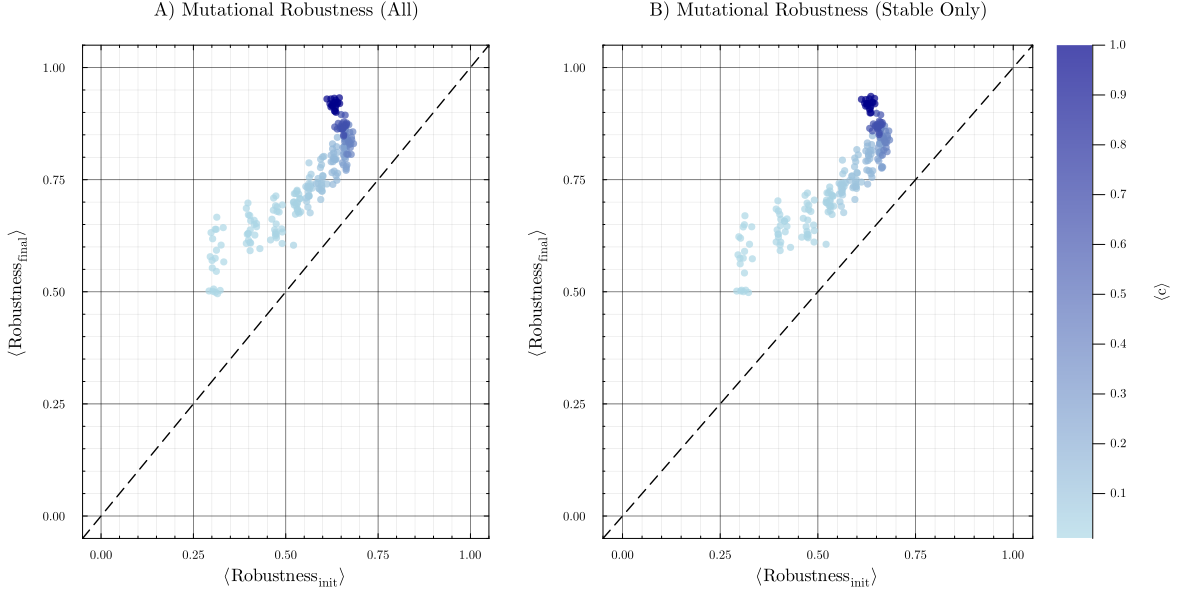 A) Mutational Robustness (All)
B) Mutational Robustness (Stable Only)
1.00
0.75
0.50
0.25
0.00
⟨Robustness_final⟩
0.00 0.25 0.50 0.75 1.00
⟨Robustness_init⟩
1.00
0.75
0.50
0.25
0.00
⟨Robustness_final⟩
0.00 0.25 0.50 0.75 1.00
⟨Robustness_init⟩
1.0
0.9
0.8
0.7
0.6
0.5
0.4
0.3
0.2
0.1
⟨c⟩